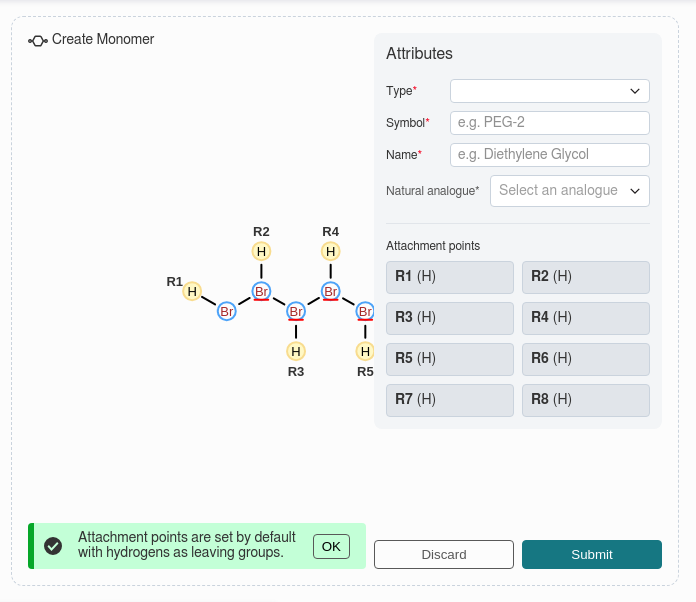 Create Monomer
Attributes
Type*
Symbol* e.g. PEG-2
Name* e.g. Diethylene Glycol
Natural analogue* Select an analogue
R2 R4
H H
R1 H Br Br
Br Br Br
H H
R3 R5
Attachment points
R1 (H) R2 (H)
R3 (H) R4 (H)
R5 (H) R6 (H)
R7 (H) R8 (H)
Attachment points are set by default
with hydrogens as leaving groups.
OK
Discard
Submit